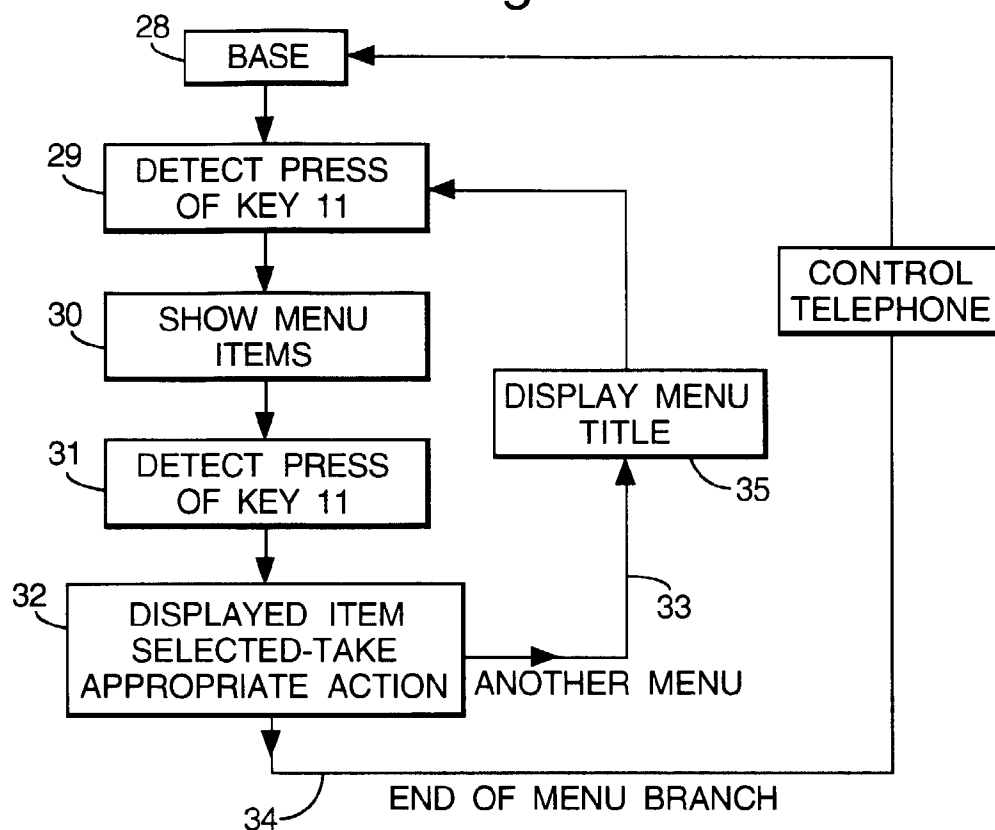 28
BASE
29
DETECT PRESS
OF KEY 11
30
SHOW MENU
ITEMS
CONTROL
TELEPHONE
DISPLAY MENU
TITLE
35
31
DETECT PRESS
OF KEY 11
32
DISPLAYED ITEM
SELECTED-TAKE
APPROPRIATE ACTION
33
ANOTHER MENU
END OF MENU BRANCH
34